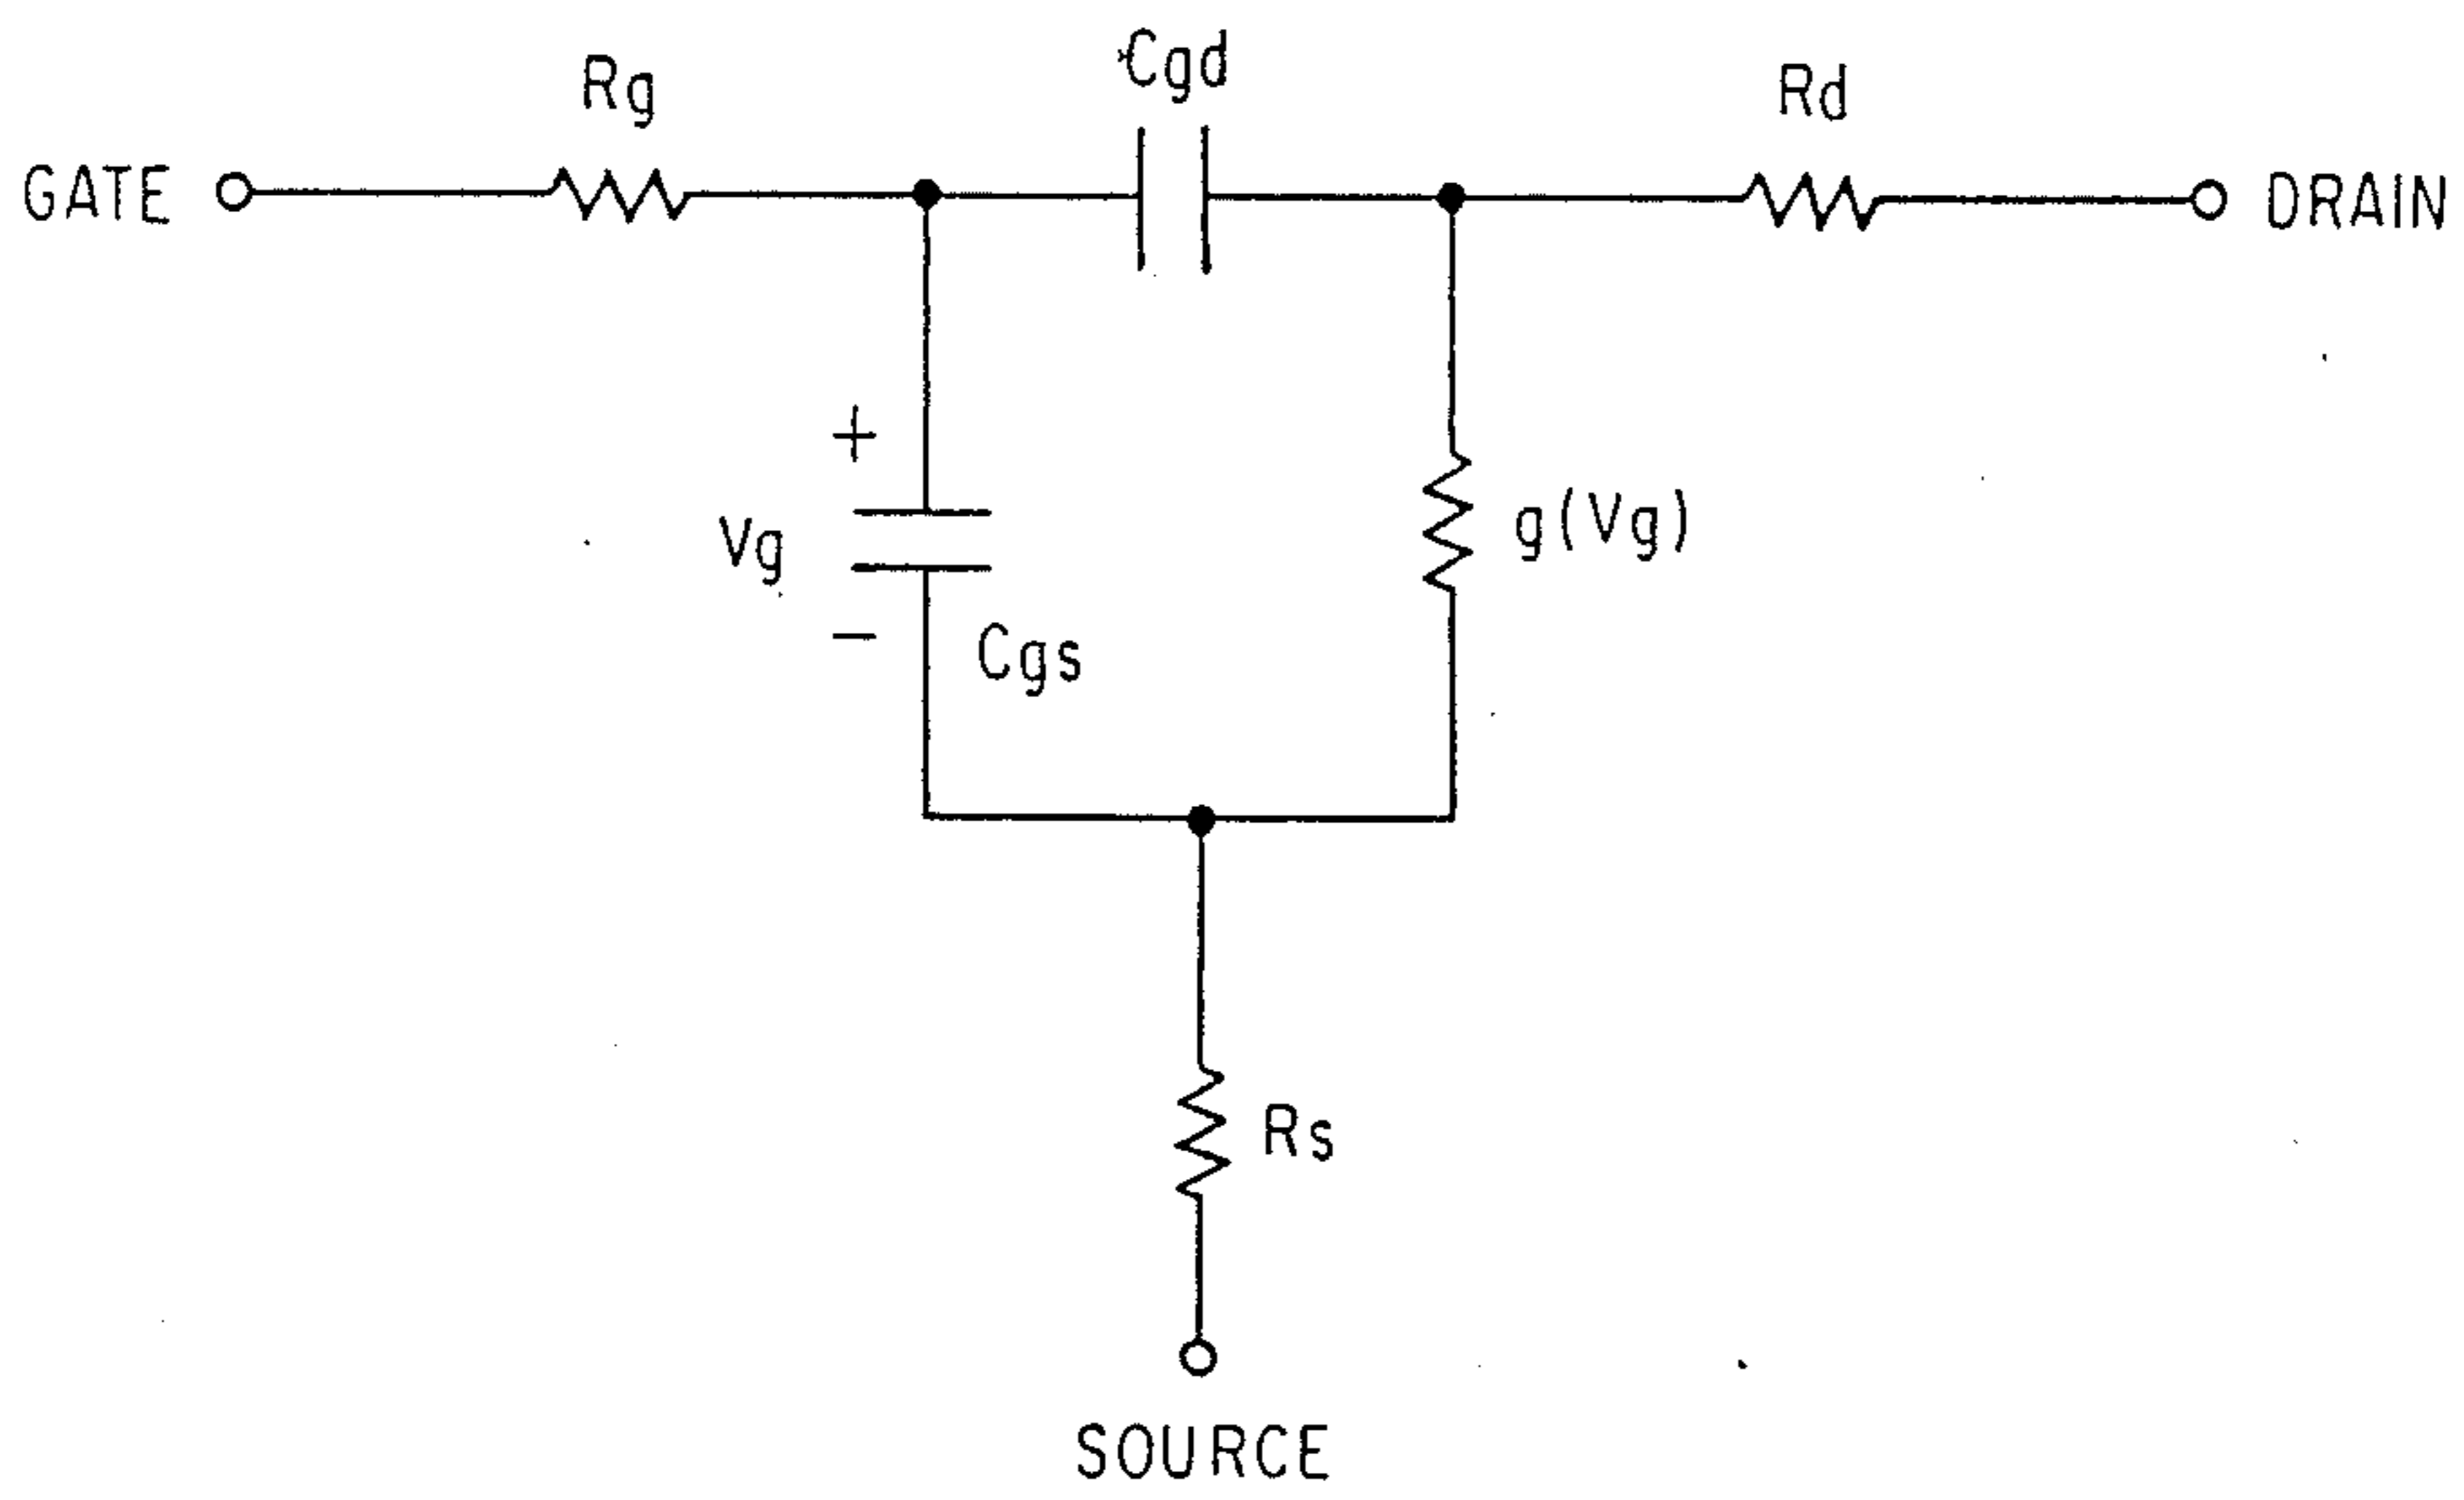 Cgd
Rg
Rd
GATE
DRAIN
+
Vg
g(Vg)
−
Cgs
Rs
SOURCE